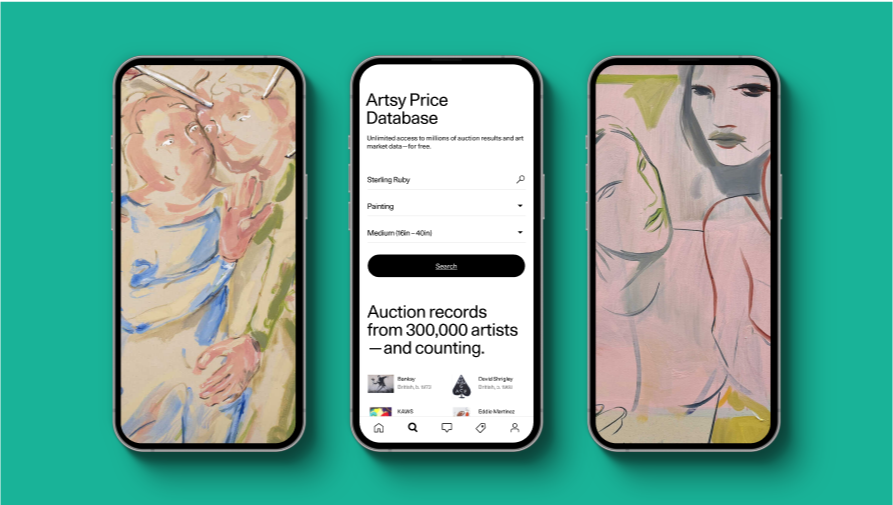 Artsy Price
Database
Unlimited access to millions of auction results and art
market data—for free.
Sterling Ruby
Painting
Medium (16in – 40in)
Search
Auction records
from 300,000 artists
—and counting.
Banksy
British, b. 1973
David Shrigley
British, b. 1968
KAWS
Eddie Martinez